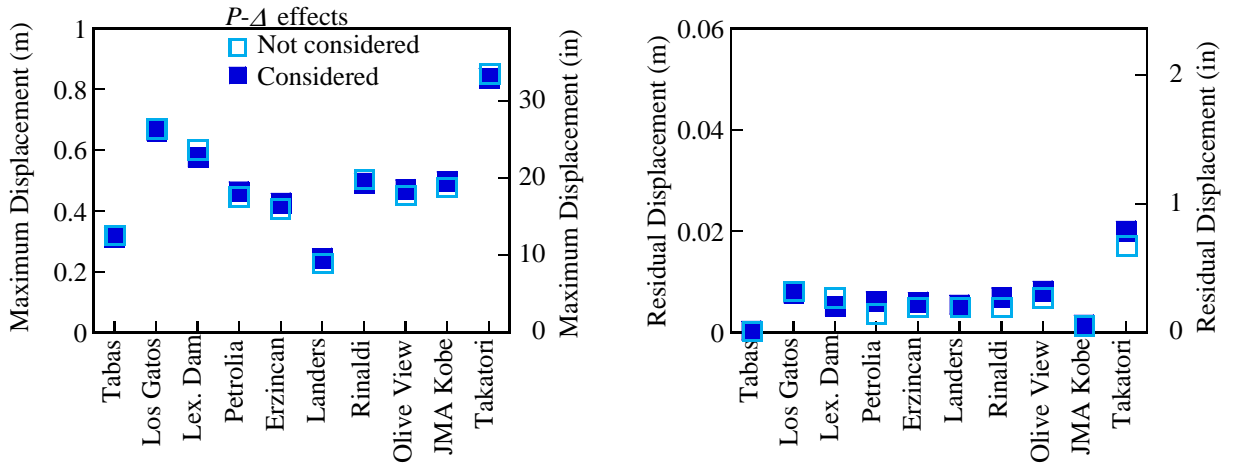 P-Δ effects
Not considered
Considered
Maximum Displacement (m)
1
0.8
0.6
0.4
0.2
0
Maximum Displacement (in)
30
20
10
0
Tabas
Los Gatos
Lex. Dam
Petrolia
Erzincan
Landers
Rinaldi
Olive View
JMA Kobe
Takatori
Residual Displacement (m)
0.06
0.04
0.02
0
Residual Displacement (in)
2
1
0
Tabas
Los Gatos
Lex. Dam
Petrolia
Erzincan
Landers
Rinaldi
Olive View
JMA Kobe
Takatori